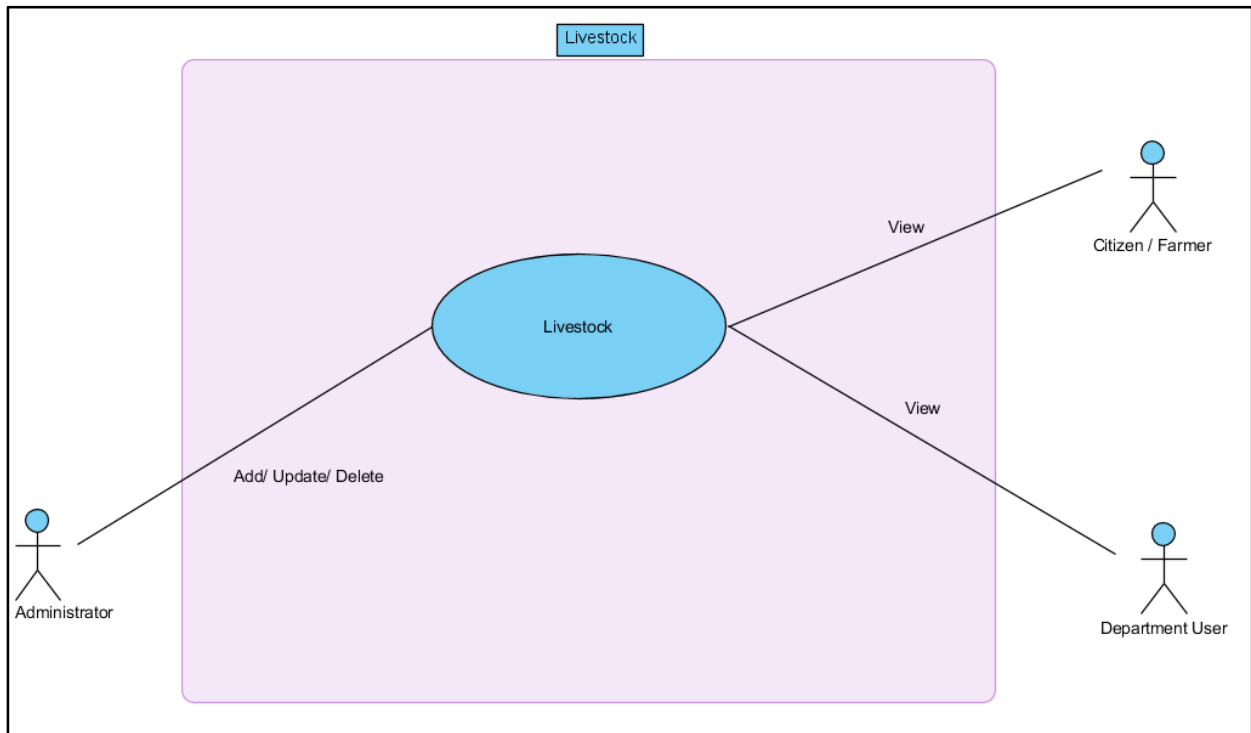 Livestock
View
Citizen / Farmer
Livestock
View
Add/ Update/ Delete
Administrator
Department User